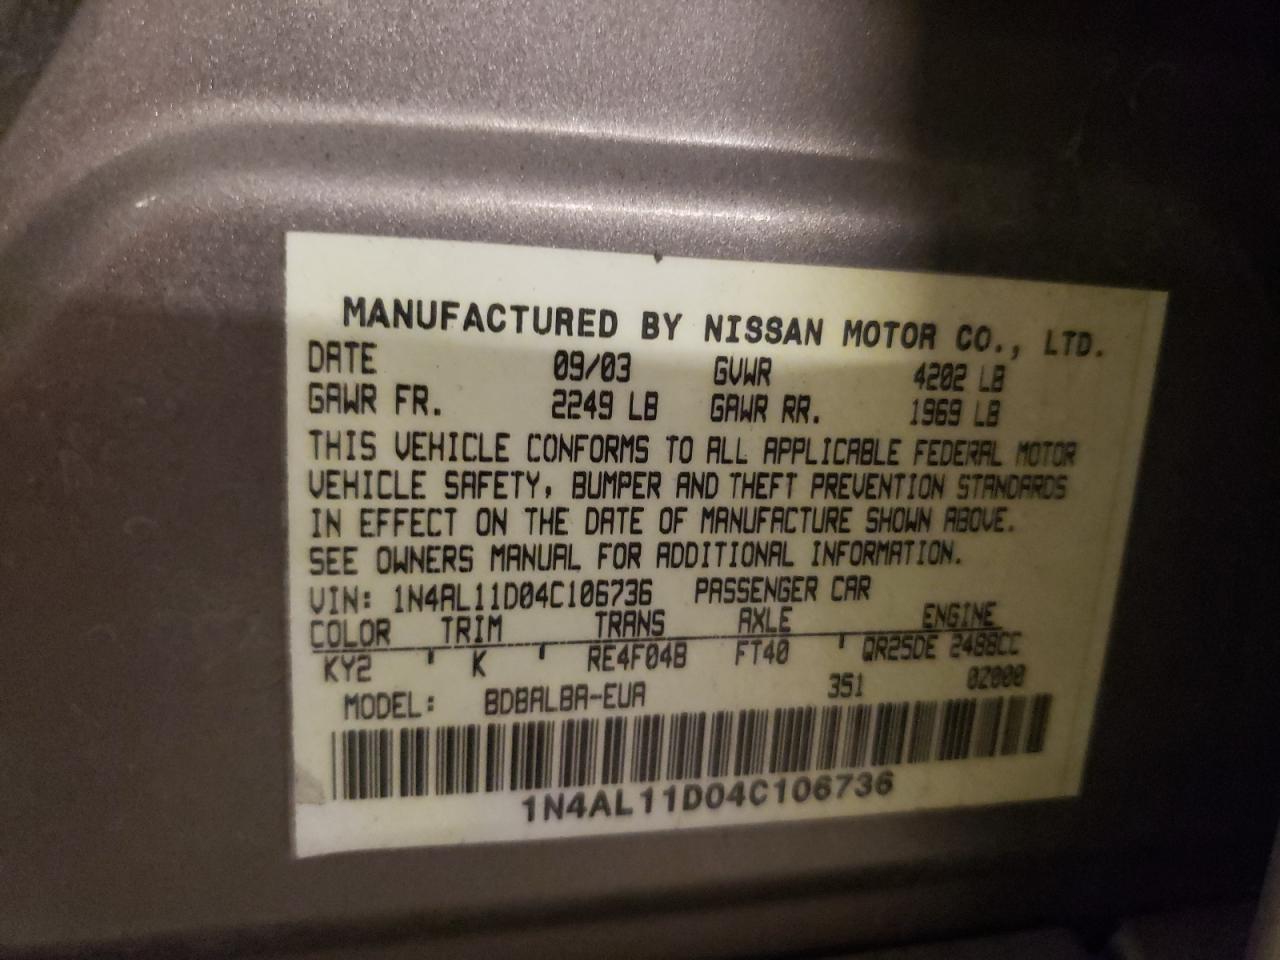 MANUFACTURED BY NISSAN MOTOR CO., LTD.
DATE 09/03 GVWR 4202 LB
GAWR FR. 2249 LB GAWR RR. 1969 LB
THIS VEHICLE CONFORMS TO ALL APPLICABLE FEDERAL MOTOR
VEHICLE SAFETY, BUMPER AND THEFT PREVENTION STANDARDS
IN EFFECT ON THE DATE OF MANUFACTURE SHOWN ABOVE.
SEE OWNERS MANUAL FOR ADDITIONAL INFORMATION.
VIN: 1N4AL11D04C106736 PASSENGER CAR
COLOR TRIM TRANS AXLE ENGINE
KY2 ' K ' RE4F04B FT40 ' QR25DE 2488CC
MODEL: BDBALBA-EUA 351 02000
1N4AL11D04C106736